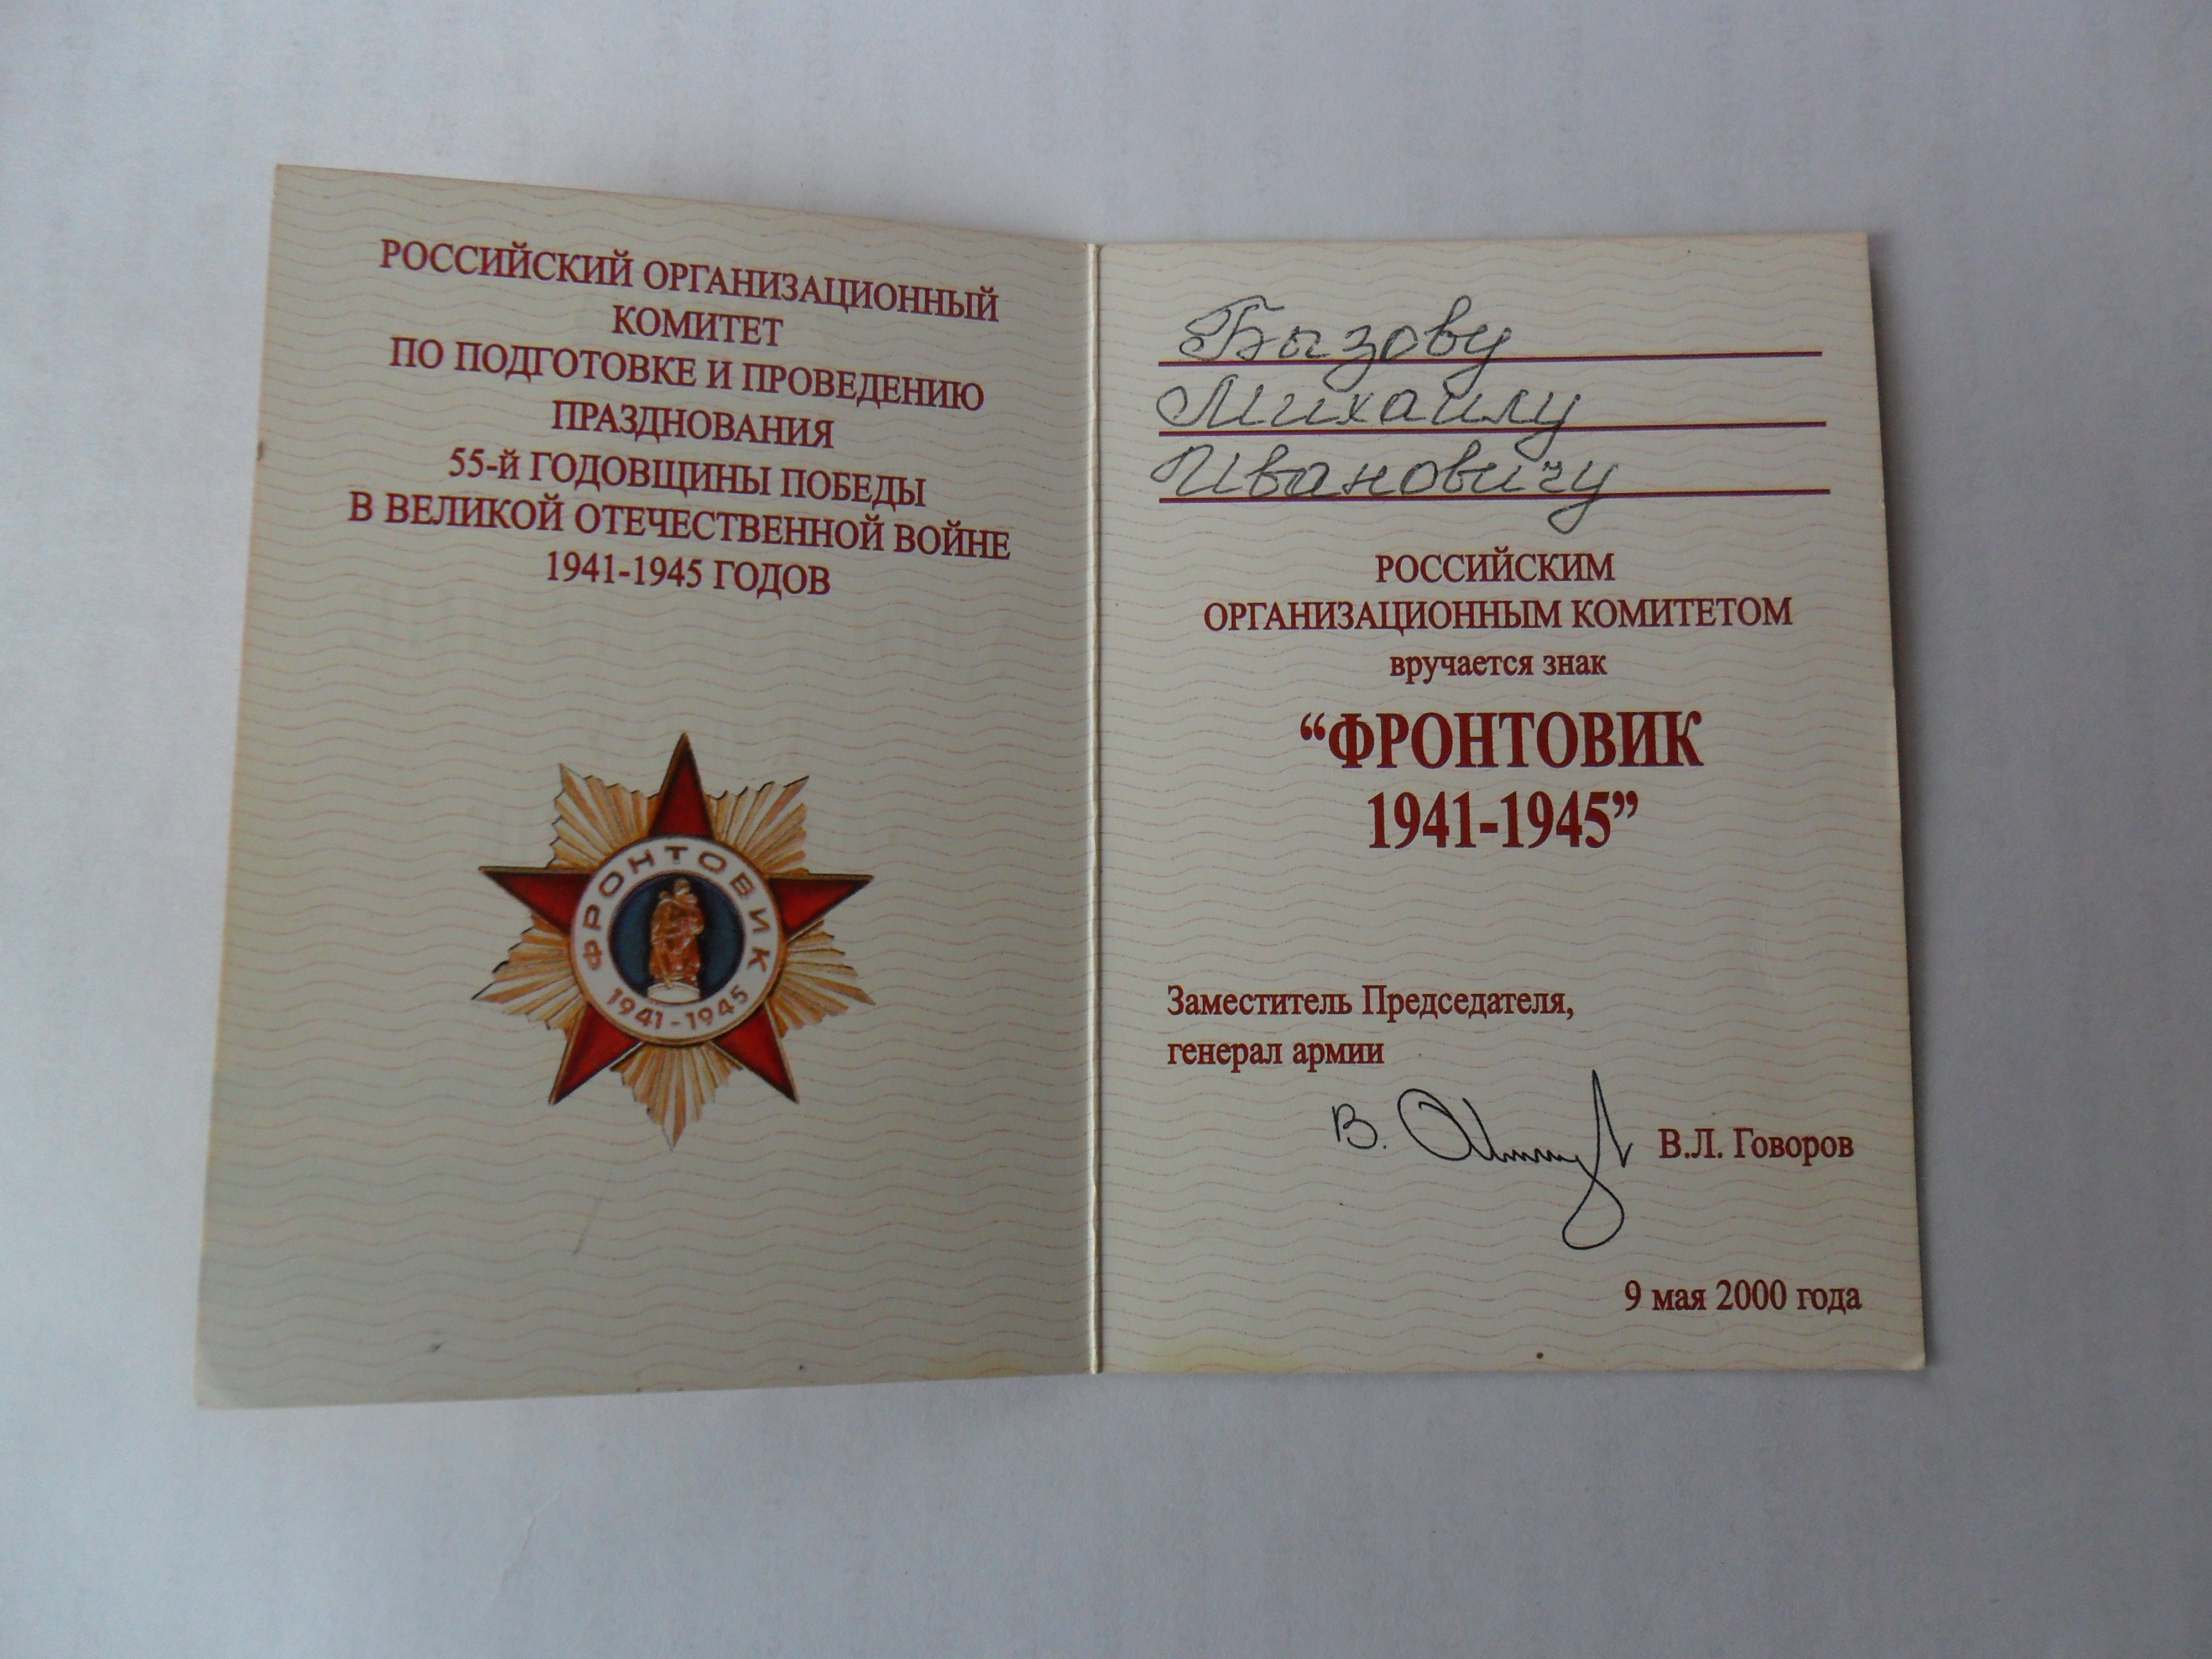 РОССИЙСКИЙ ОРГАНИЗАЦИОННЫЙ
КОМИТЕТ
ПО ПОДГОТОВКЕ И ПРОВЕДЕНИЮ
ПРАЗДНОВАНИЯ
55-й ГОДОВЩИНЫ ПОБЕДЫ
В ВЕЛИКОЙ ОТЕЧЕСТВЕННОЙ ВОЙНЕ
1941-1945 ГОДОВ
ФРОНТОВИК
1941-1945
Бызову
Михаилу
Ивановичу
РОССИЙСКИМ
ОРГАНИЗАЦИОННЫМ КОМИТЕТОМ
вручается знак
“ФРОНТОВИК
1941-1945”
Заместитель Председателя,
генерал армии
В. Л. Говоров
9 мая 2000 года